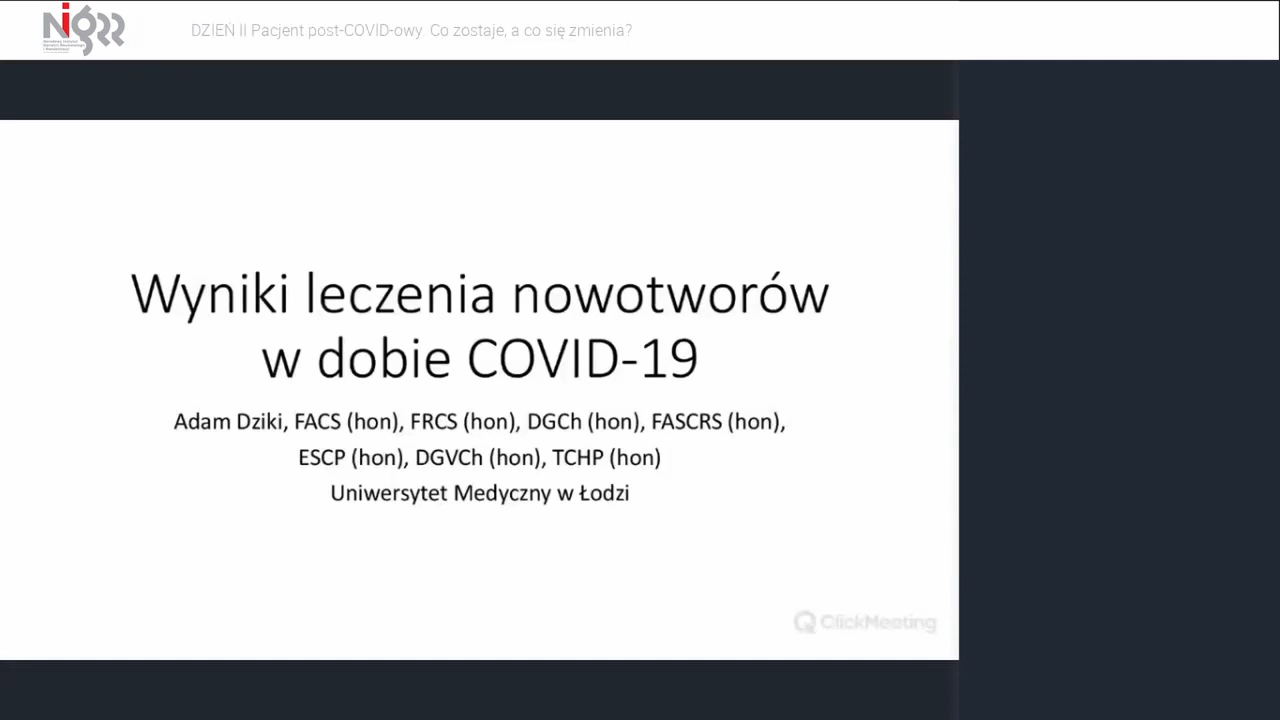 DZIEŃ II Pacjent post-COVID-owy. Co zostaje, a co się zmienia?
Wyniki leczenia nowotworów
w dobie COVID-19
Adam Dziki, FACS (hon), FRCS (hon), DGCh (hon), FASCRS (hon),
ESCP (hon), DGVCh (hon), TCHP (hon)
Uniwersytet Medyczny w Łodzi
ClickMeeting